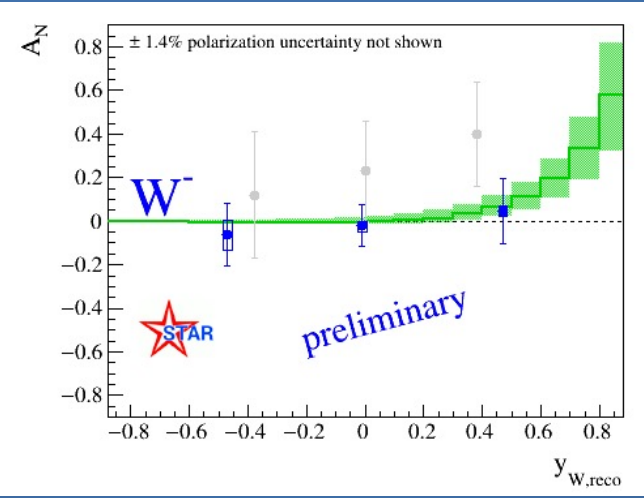 A_N
± 1.4% polarization uncertainty not shown
0.8
0.6
0.4
0.2
0
−0.2
−0.4
−0.6
−0.8
W⁻
STAR
preliminary
−0.8 −0.6 −0.4 −0.2 0 0.2 0.4 0.6 0.8
y_W,reco